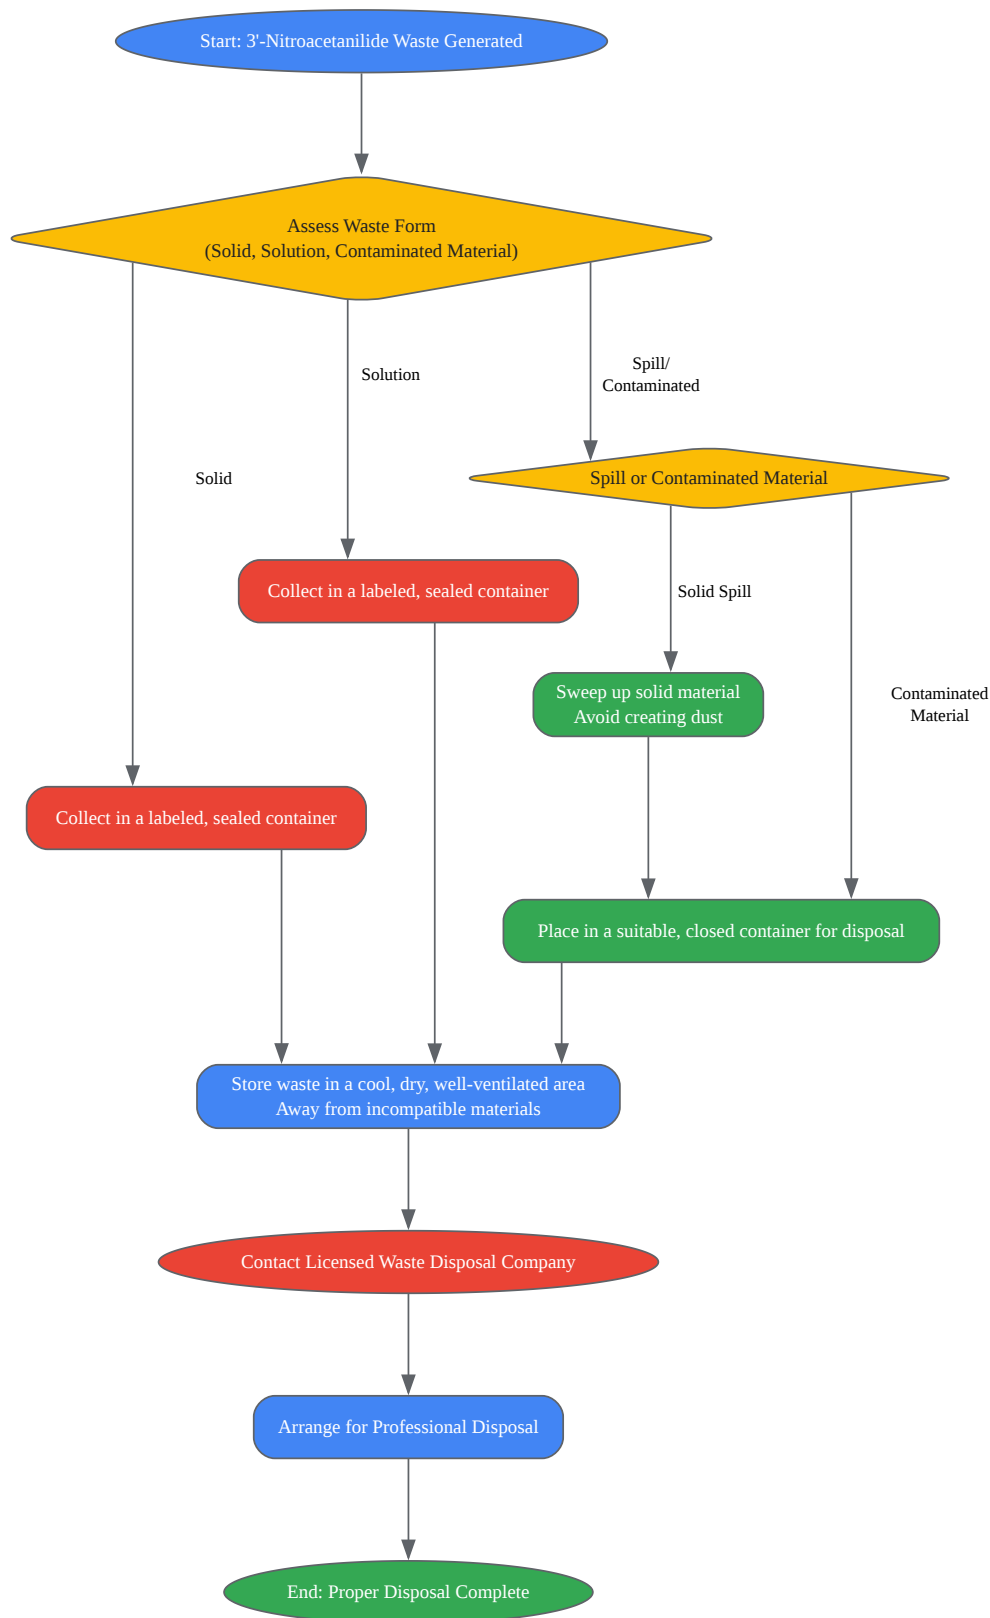 Start: 3'-Nitroacetanilide Waste Generated
Assess Waste Form
(Solid, Solution, Contaminated Material)
Solution
Spill/
Contaminated
Solid
Spill or Contaminated Material
Collect in a labeled, sealed container
Solid Spill
Sweep up solid material
Avoid creating dust
Contaminated
Material
Collect in a labeled, sealed container
Place in a suitable, closed container for disposal
Store waste in a cool, dry, well-ventilated area
Away from incompatible materials
Contact Licensed Waste Disposal Company
Arrange for Professional Disposal
End: Proper Disposal Complete